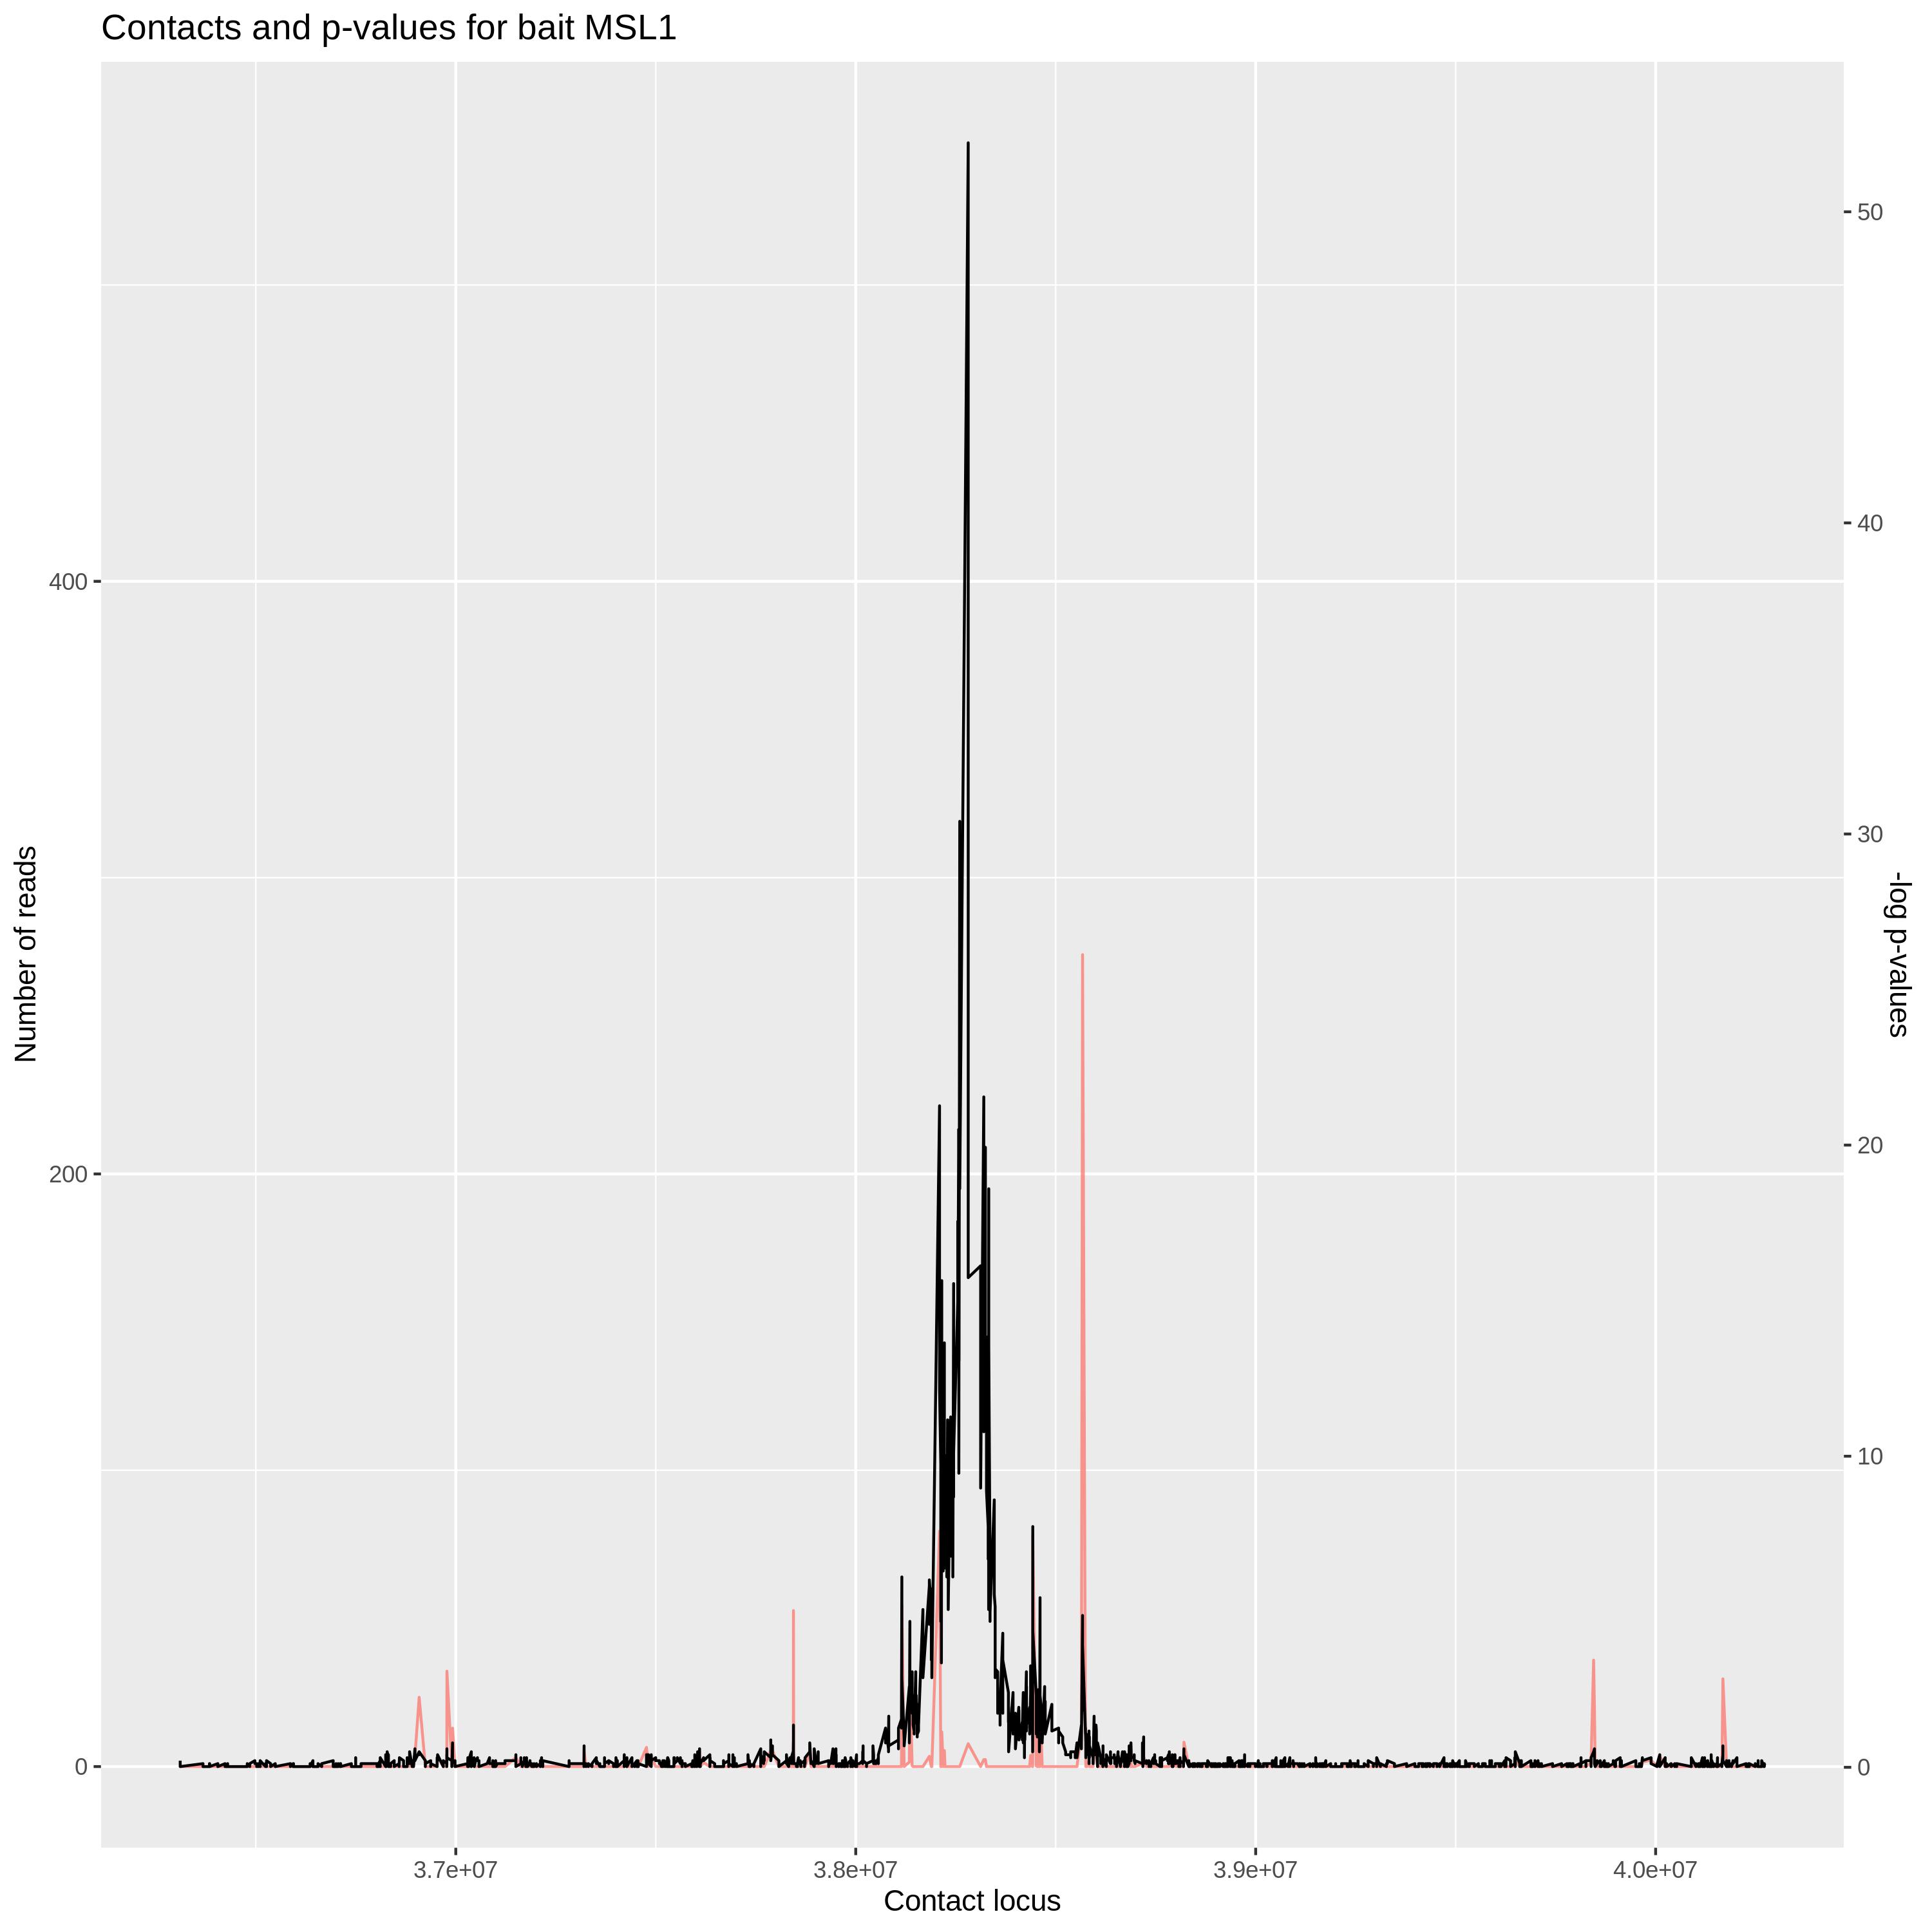 Contacts and p-values for bait MSL1
Number of reads
400
200
0
50
40
30
20
10
0
-log p-values
3.7e+07
3.8e+07
3.9e+07
4.0e+07
Contact locus